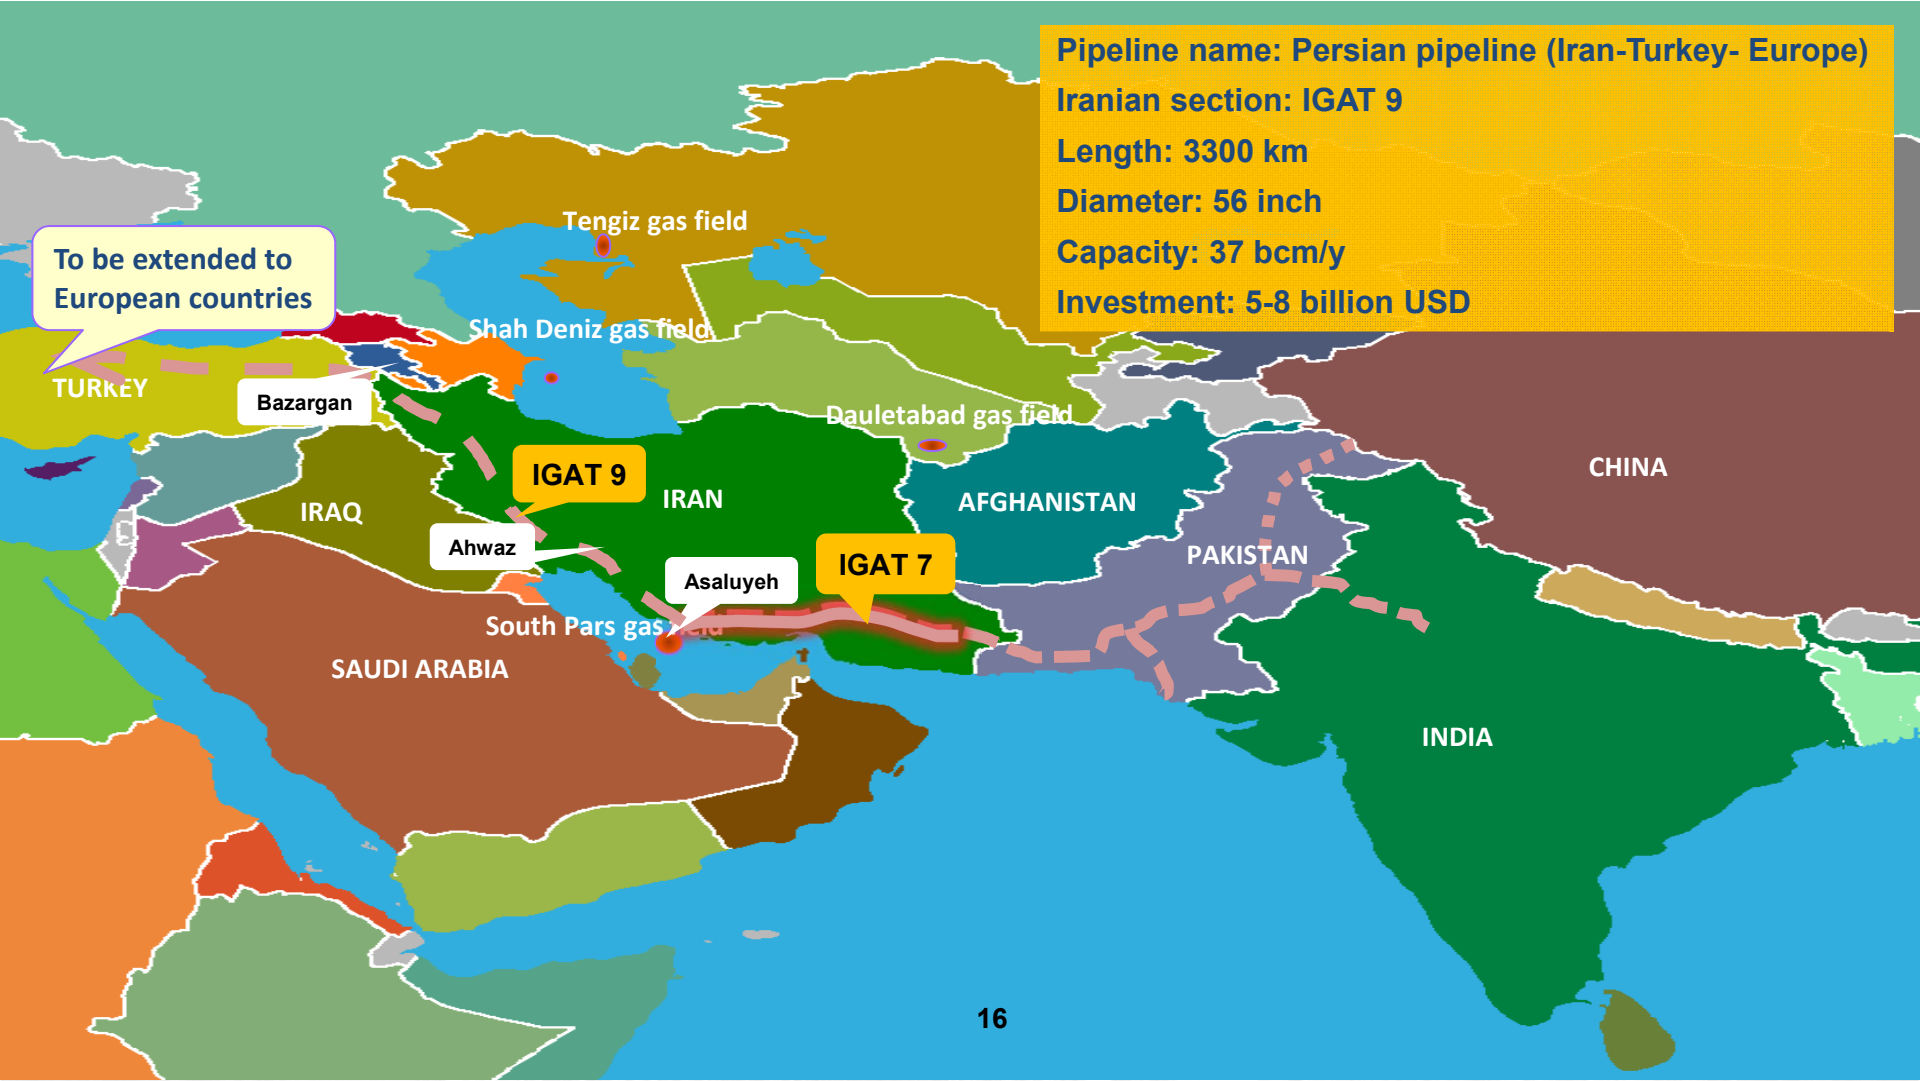 Pipeline name: Persian pipeline (Iran-Turkey- Europe)
Iranian section: IGAT 9
Length: 3300 km
Diameter: 56 inch
Capacity: 37 bcm/y
Investment: 5-8 billion USD
Tengiz gas field
To be extended to
European countries
Shah Deniz gas field
TURKEY
Bazargan
Dauletabad gas field
IGAT 9
IRAN
CHINA
IRAQ
AFGHANISTAN
Ahwaz
PAKISTAN
IGAT 7
Asaluyeh
South Pars gas field
SAUDI ARABIA
INDIA
16